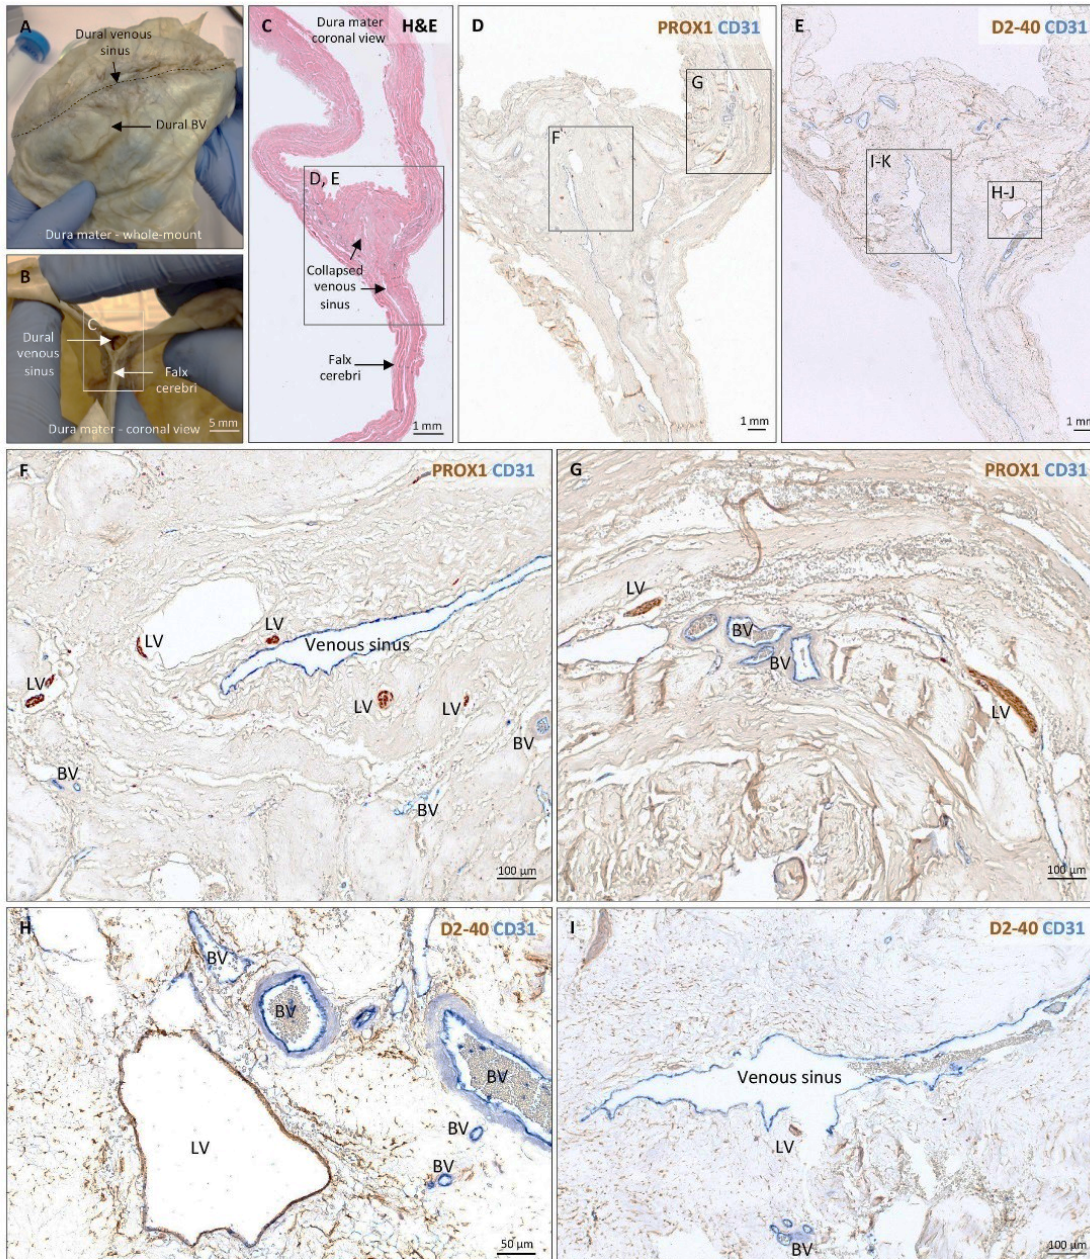 A
Dural venous
sinus
Dural BV
Dura mater - whole-mount
B
C
Dural
venous
sinus
Falx
cerebri
5 mm
Dura mater - coronal view
C
Dura mater
coronal view
H&E
D, E
Collapsed
venous
sinus
Falx
cerebri
1 mm
D
PROX1 CD31
G
F
1 mm
E
D2-40 CD31
I-K
H-J
1 mm
F
PROX1 CD31
LV
LV
Venous sinus
LV
LV
LV
BV
BV
BV
100 µm
G
PROX1 CD31
LV
BV
BV
LV
100 µm
H
D2-40 CD31
BV
BV
BV
LV
BV
BV
50 µm
I
D2-40 CD31
Venous sinus
LV
BV
100 µm